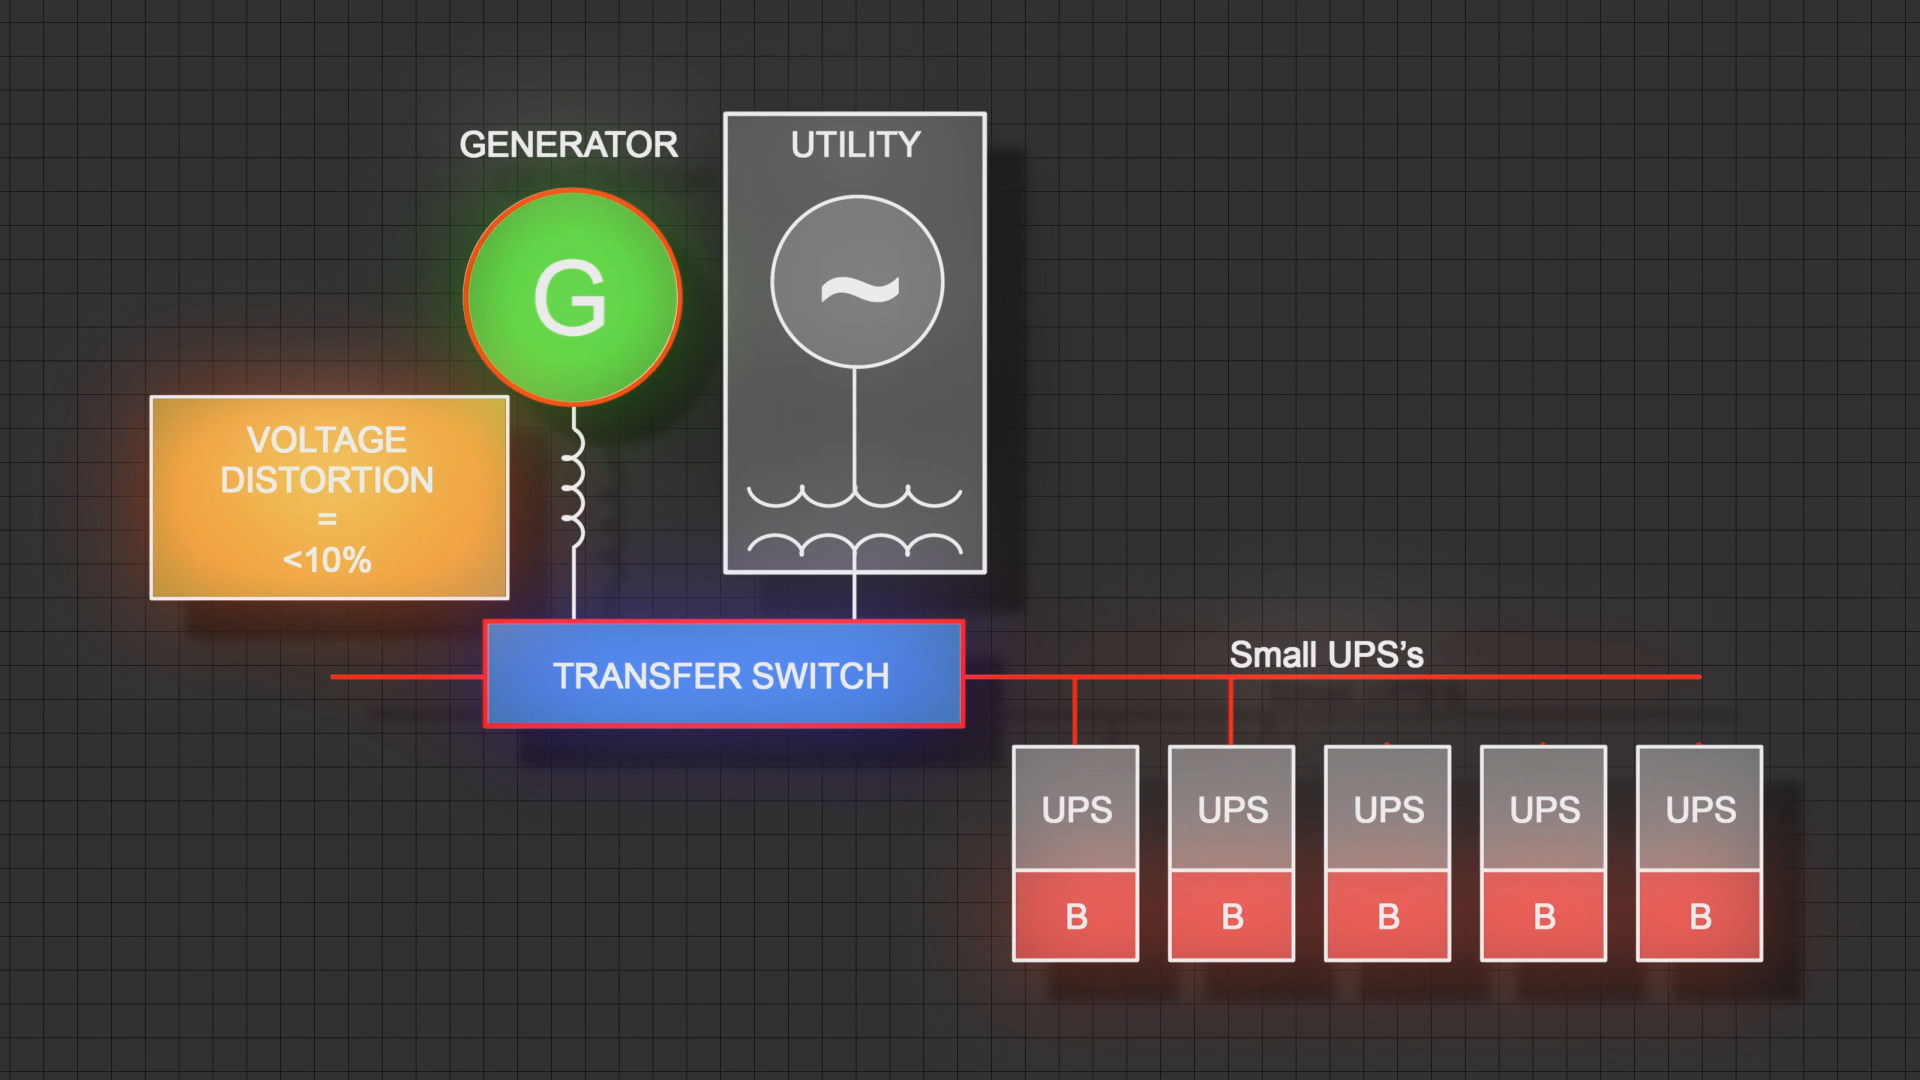 GENERATOR
UTILITY
G
~
VOLTAGE
DISTORTION
=
<10%
TRANSFER SWITCH
Small UPS’s
UPS
UPS
UPS
UPS
UPS
B
B
B
B
B